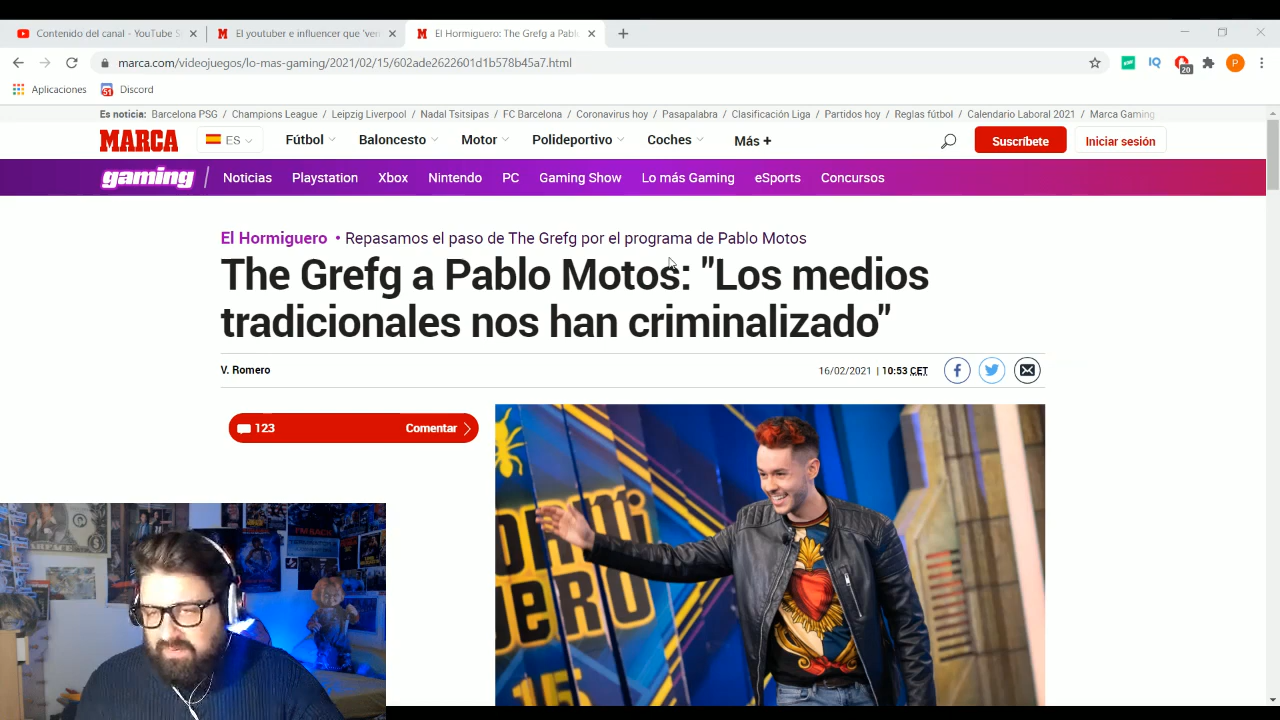 Contenido del canal - YouTube S
El youtuber e influencer que 'ven
El Hormiguero: The Grefg a Pabl
marca.com/videojuegos/lo-mas-gaming/2021/02/15/602ade2622601d1b578b45a7.html
IQ
20
P
Aplicaciones
Discord
Es noticia: Barcelona PSG / Champions League / Leipzig Liverpool / Nadal Tsitsipas / FC Barcelona / Coronavirus hoy / Pasapalabra / Clasificación Liga / Partidos hoy / Reglas fútbol / Calendario Laboral 2021 / Marca Gaming
MARCA ES Fútbol Baloncesto Motor Polideportivo Coches Más + Suscríbete Iniciar sesión
gaming Noticias Playstation Xbox Nintendo PC Gaming Show Lo más Gaming eSports Concursos
El Hormiguero • Repasamos el paso de The Grefg por el programa de Pablo Motos
The Grefg a Pablo Motos: "Los medios
tradicionales nos han criminalizado"
V. Romero
16/02/2021 | 10:53 CET
123 Comentar